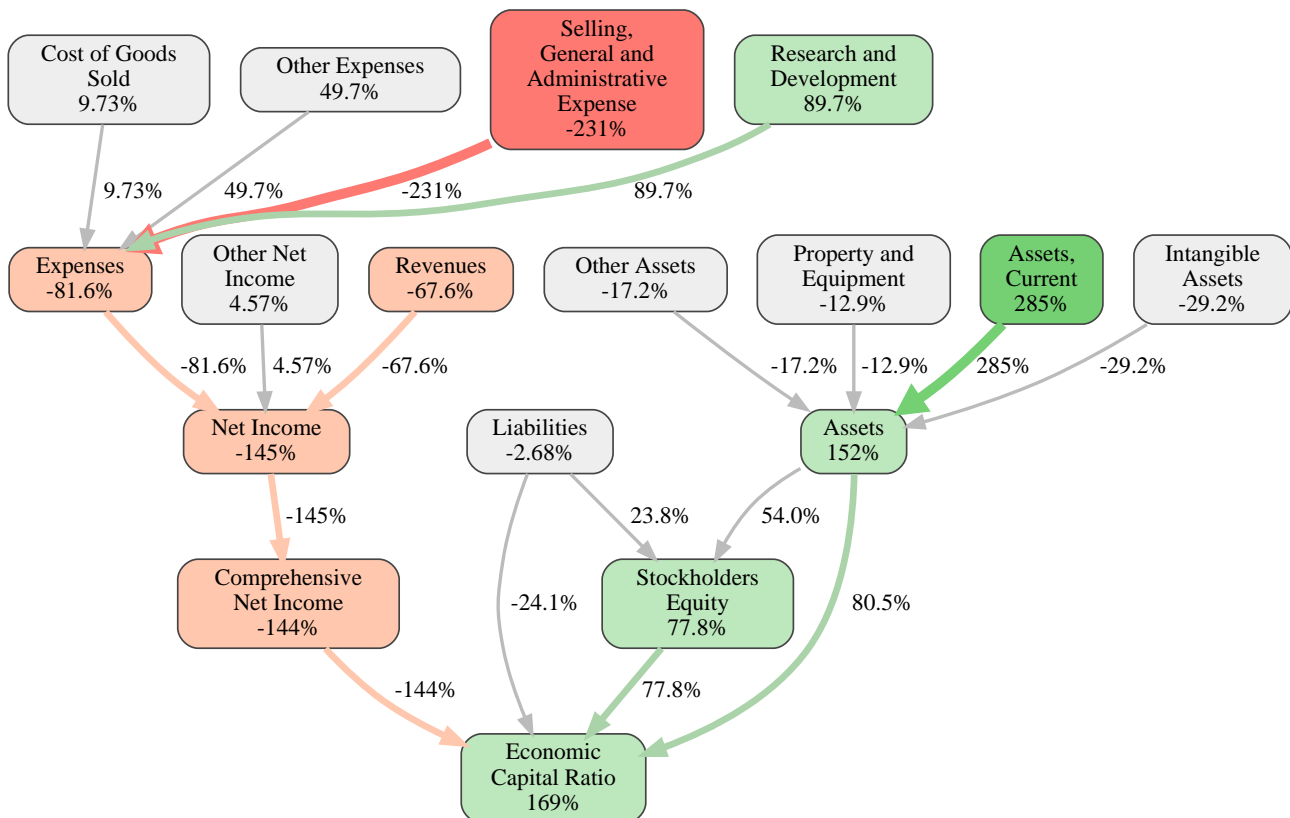 Cost of Goods
Sold
9.73%
Other Expenses
49.7%
Selling,
General and
Administrative
Expense
-231%
Research and
Development
89.7%
9.73%
49.7%
-231%
89.7%
Expenses
-81.6%
Other Net
Income
4.57%
Revenues
-67.6%
Other Assets
-17.2%
Property and
Equipment
-12.9%
Assets,
Current
285%
Intangible
Assets
-29.2%
-81.6%
4.57%
-67.6%
-17.2%
-12.9%
285%
-29.2%
Net Income
-145%
Liabilities
-2.68%
Assets
152%
-145%
23.8%
54.0%
Comprehensive
Net Income
-144%
-24.1%
Stockholders
Equity
77.8%
80.5%
-144%
77.8%
Economic
Capital Ratio
169%